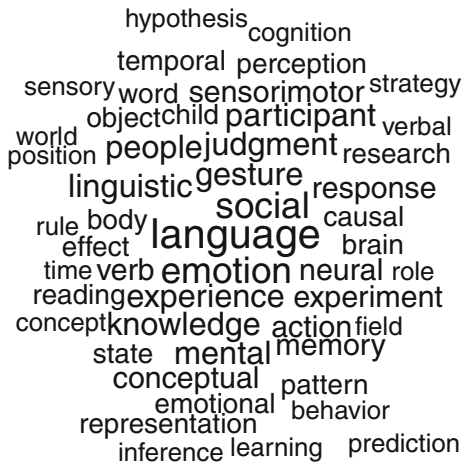 hypothesis cognition
temporal perception
sensory word sensorimotor strategy
object child participant verbal
world
position people judgment research
linguistic gesture response
social
rule body language causal
effect brain
time verb emotion neural role
reading experience experiment
concept knowledge action field
state mental memory
conceptual pattern
emotional behavior
representation
inference learning prediction